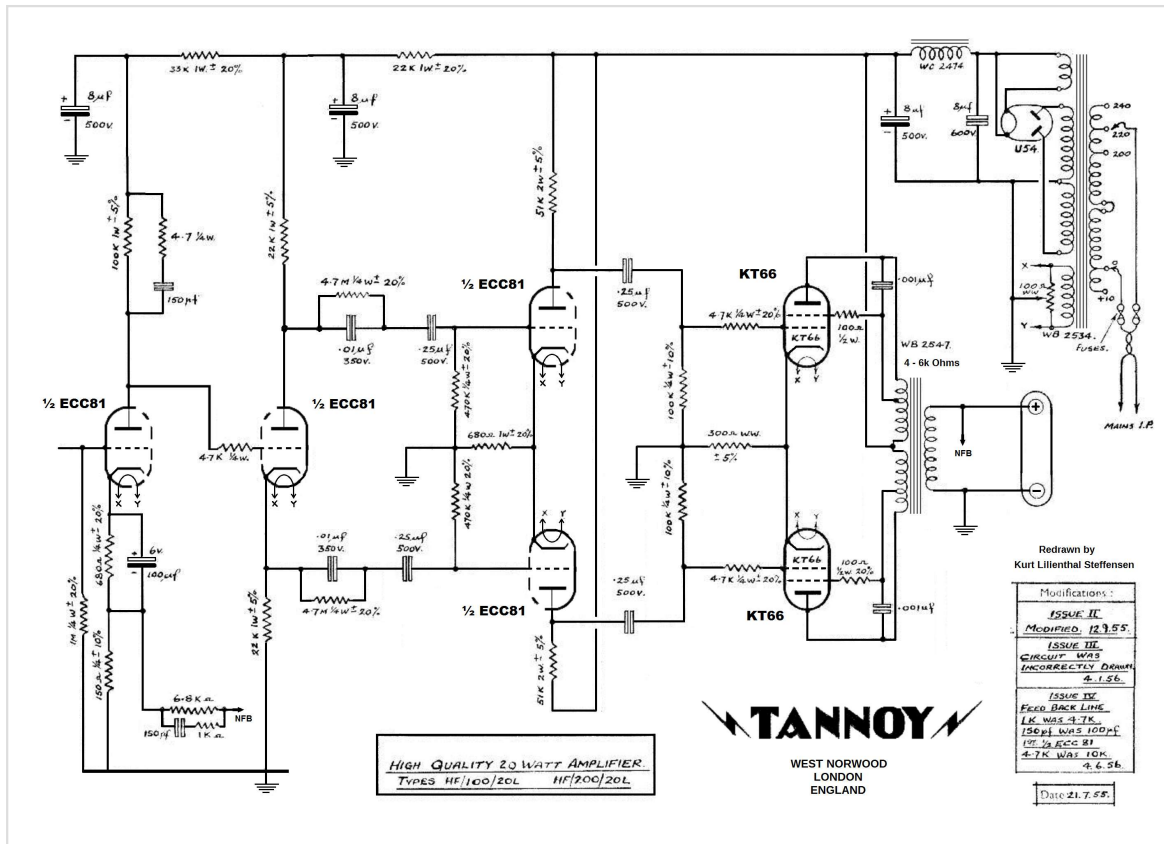 33K 1W.± 20%
22K 1W±20%
WC 2474
8µf
500V.
8µf
500V.
8µf
500V.
8µf
600V.
U54.
240
220
200
0
+10
100K 1W±5%
4·7 ¼W.
150pf
22K 1W±5%
51K 2W±5%
X
100Ω
WW
Y
WB 2534.
FUSES.
MAINS I.P.
4.7M ¼W±20%
·01µf
350V.
·25µf
500V.
½ ECC81
·25µf
500V.
KT66
·001µf
4·7K ¼W±20%
100Ω
½W.
KT66
X Y
WB 2547.
4 - 6k Ohms
½ ECC81
½ ECC81
470K ¼W 20%
680Ω 1W±20%
X Y
100K ¼W±10%
300Ω WW.
± 5%
NFB
+
−
4·7K ¼W.
X Y
X Y
470K ¼W 20%
100K ¼W±10%
X Y
X Y
KT66
4·7K ¼W±20%
100Ω
½W. 20%
·001µf
KT66
1M ¼W±20%
680Ω ¼W±20%
6V.
100µf
150Ω ¼±10%
22K 1W±5%
·01µf
350V.
·25µf
500V.
4·7M ¼W±20%
½ ECC81
·25µf
500V.
51K 2W±5%
6·8KΩ
NFB
150pf
1KΩ
HIGH QUALITY 20 WATT AMPLIFIER.
TYPES HF/100/20L HF/200/20L
TANNOY
WEST NORWOOD
LONDON
ENGLAND
Redrawn by
Kurt Lilienthal Steffensen
Modifications :
ISSUE II
MODIFIED. 12.9.55.
ISSUE III
CIRCUIT WAS
INCORRECTLY DRAWN
4.1.56.
ISSUE IV
FEED BACK LINE
1K WAS 4·7K.
150pf WAS 100pf
1ST ½ ECC 81
4·7K WAS 10K.
4.6.56.
Date 21.7.55.